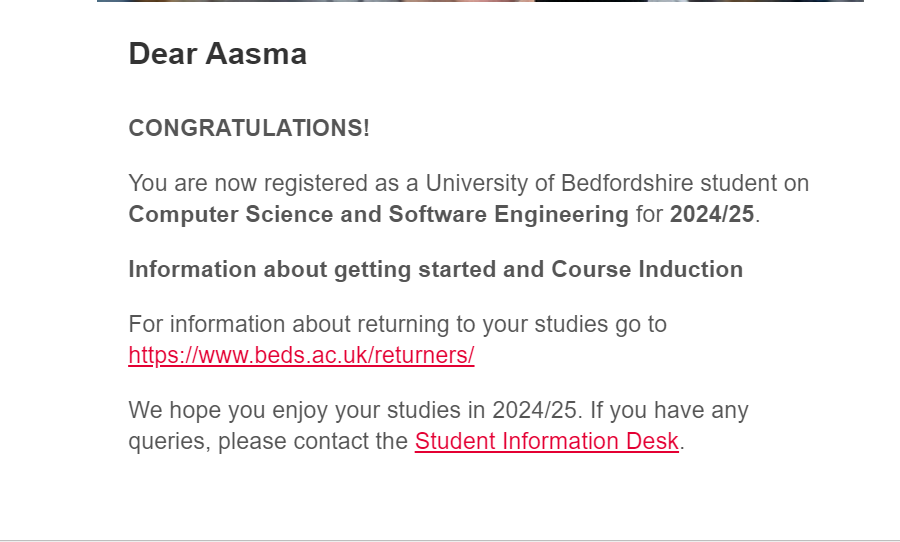 Dear Aasma
CONGRATULATIONS!
You are now registered as a University of Bedfordshire student on
Computer Science and Software Engineering for 2024/25.
Information about getting started and Course Induction
For information about returning to your studies go to
https://www.beds.ac.uk/returners/
We hope you enjoy your studies in 2024/25. If you have any
queries, please contact the Student Information Desk.